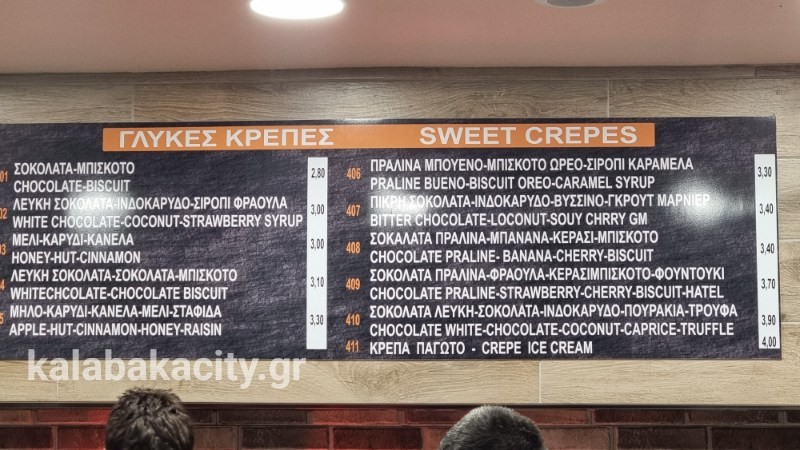 ΓΛΥΚΕΣ ΚΡΕΠΕΣ SWEET CREPES
01 ΣΟΚΟΛΑΤΑ-ΜΠΙΣΚΟΤΟ 2,80
CHOCOLATE-BISCUIT
02 ΛΕΥΚΗ ΣΟΚΟΛΑΤΑ-ΙΝΔΟΚΑΡΥΔΟ-ΣΙΡΟΠΙ ΦΡΑΟΥΛΑ 3,00
WHITE CHOCOLATE-COCONUT-STRAWBERRY SYRUP
03 ΜΕΛΙ-ΚΑΡΥΔΙ-ΚΑΝΕΛΑ 3,00
HONEY-HUT-CINNAMON
4 ΛΕΥΚΗ ΣΟΚΟΛΑΤΑ-ΣΟΚΟΛΑΤΑ-ΜΠΙΣΚΟΤΟ 3,10
WHITECHCOLATE-CHOCOLATE BISCUIT
5 ΜΗΛΟ-ΚΑΡΥΔΙ-ΚΑΝΕΛΑ-ΜΕΛΙ-ΣΤΑΦΙΔΑ 3,30
APPLE-HUT-CINNAMON-HONEY-RAISIN
406 ΠΡΑΛΙΝΑ ΜΠΟΥΕΝΟ-ΜΠΙΣΚΟΤΟ ΩΡΕΟ-ΣΙΡΟΠΙ ΚΑΡΑΜΕΛΑ 3,30
PRALINE BUENO-BISCUIT OREO-CARAMEL SYRUP
407 ΠΙΚΡΗ ΣΟΚΟΛΑΤΑ-ΙΝΔΟΚΑΡΥΔΟ-ΒΥΣΣΙΝΟ-ΓΚΡΟΥΤ ΜΑΡΝΙΕΡ 3,40
BITTER CHOCOLATE-LOCONUT-SOUY CHRRY GM
408 ΣΟΚΑΛΑΤΑ ΠΡΑΛΙΝΑ-ΜΠΑΝΑΝΑ-ΚΕΡΑΣΙ-ΜΠΙΣΚΟΤΟ 3,40
CHOCOLATE PRALINE- BANANA-CHERRY-BISCUIT
409 ΣΟΚΟΛΑΤΑ ΠΡΑΛΙΝΑ-ΦΡΑΟΥΛΑ-ΚΕΡΑΣΙΜΠΙΣΚΟΤΟ-ΦΟΥΝΤΟΥΚΙ 3,70
CHOCOLATE PRALINE-STRAWBERRY-CHERRY-BISCUIT-HATEL
410 ΣΟΚΟΛΑΤΑ ΛΕΥΚΗ-ΣΟΚΟΛΑΤΑ-ΙΝΔΟΚΑΡΥΔΟ-ΠΟΥΡΑΚΙΑ-ΤΡΟΥΦΑ 3,90
CHOCOLATE WHITE-CHOCOLATE-COCONUT-CAPRICE-TRUFFLE
411 ΚΡΕΠΑ ΠΑΓΩΤΟ - CREPE ICE CREAM 4,00
kalabakacity.gr